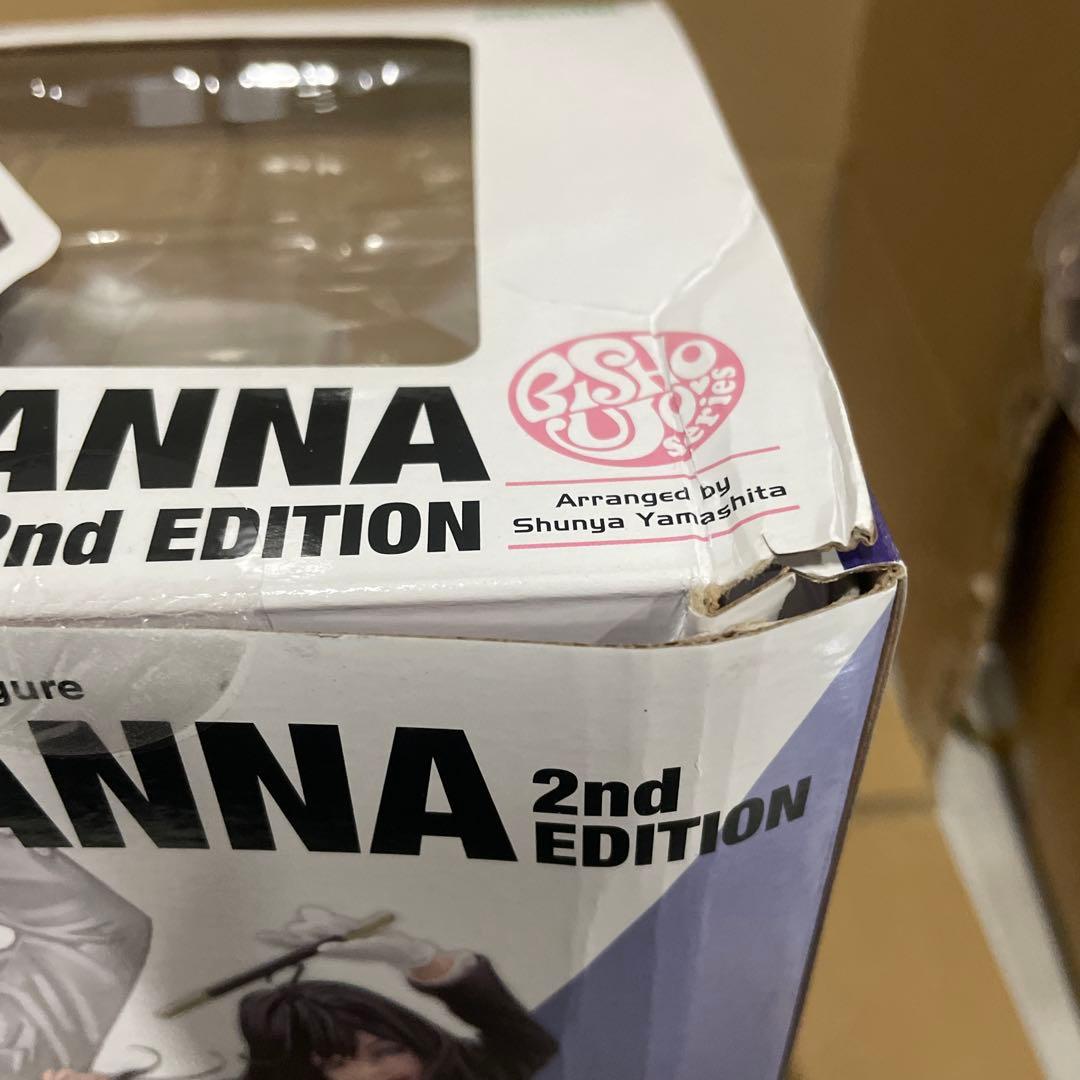 ANNA
2nd EDITION
BISHOUJO
series
Arranged by
Shunya Yamashita
gure
ANNA
2nd
EDITION